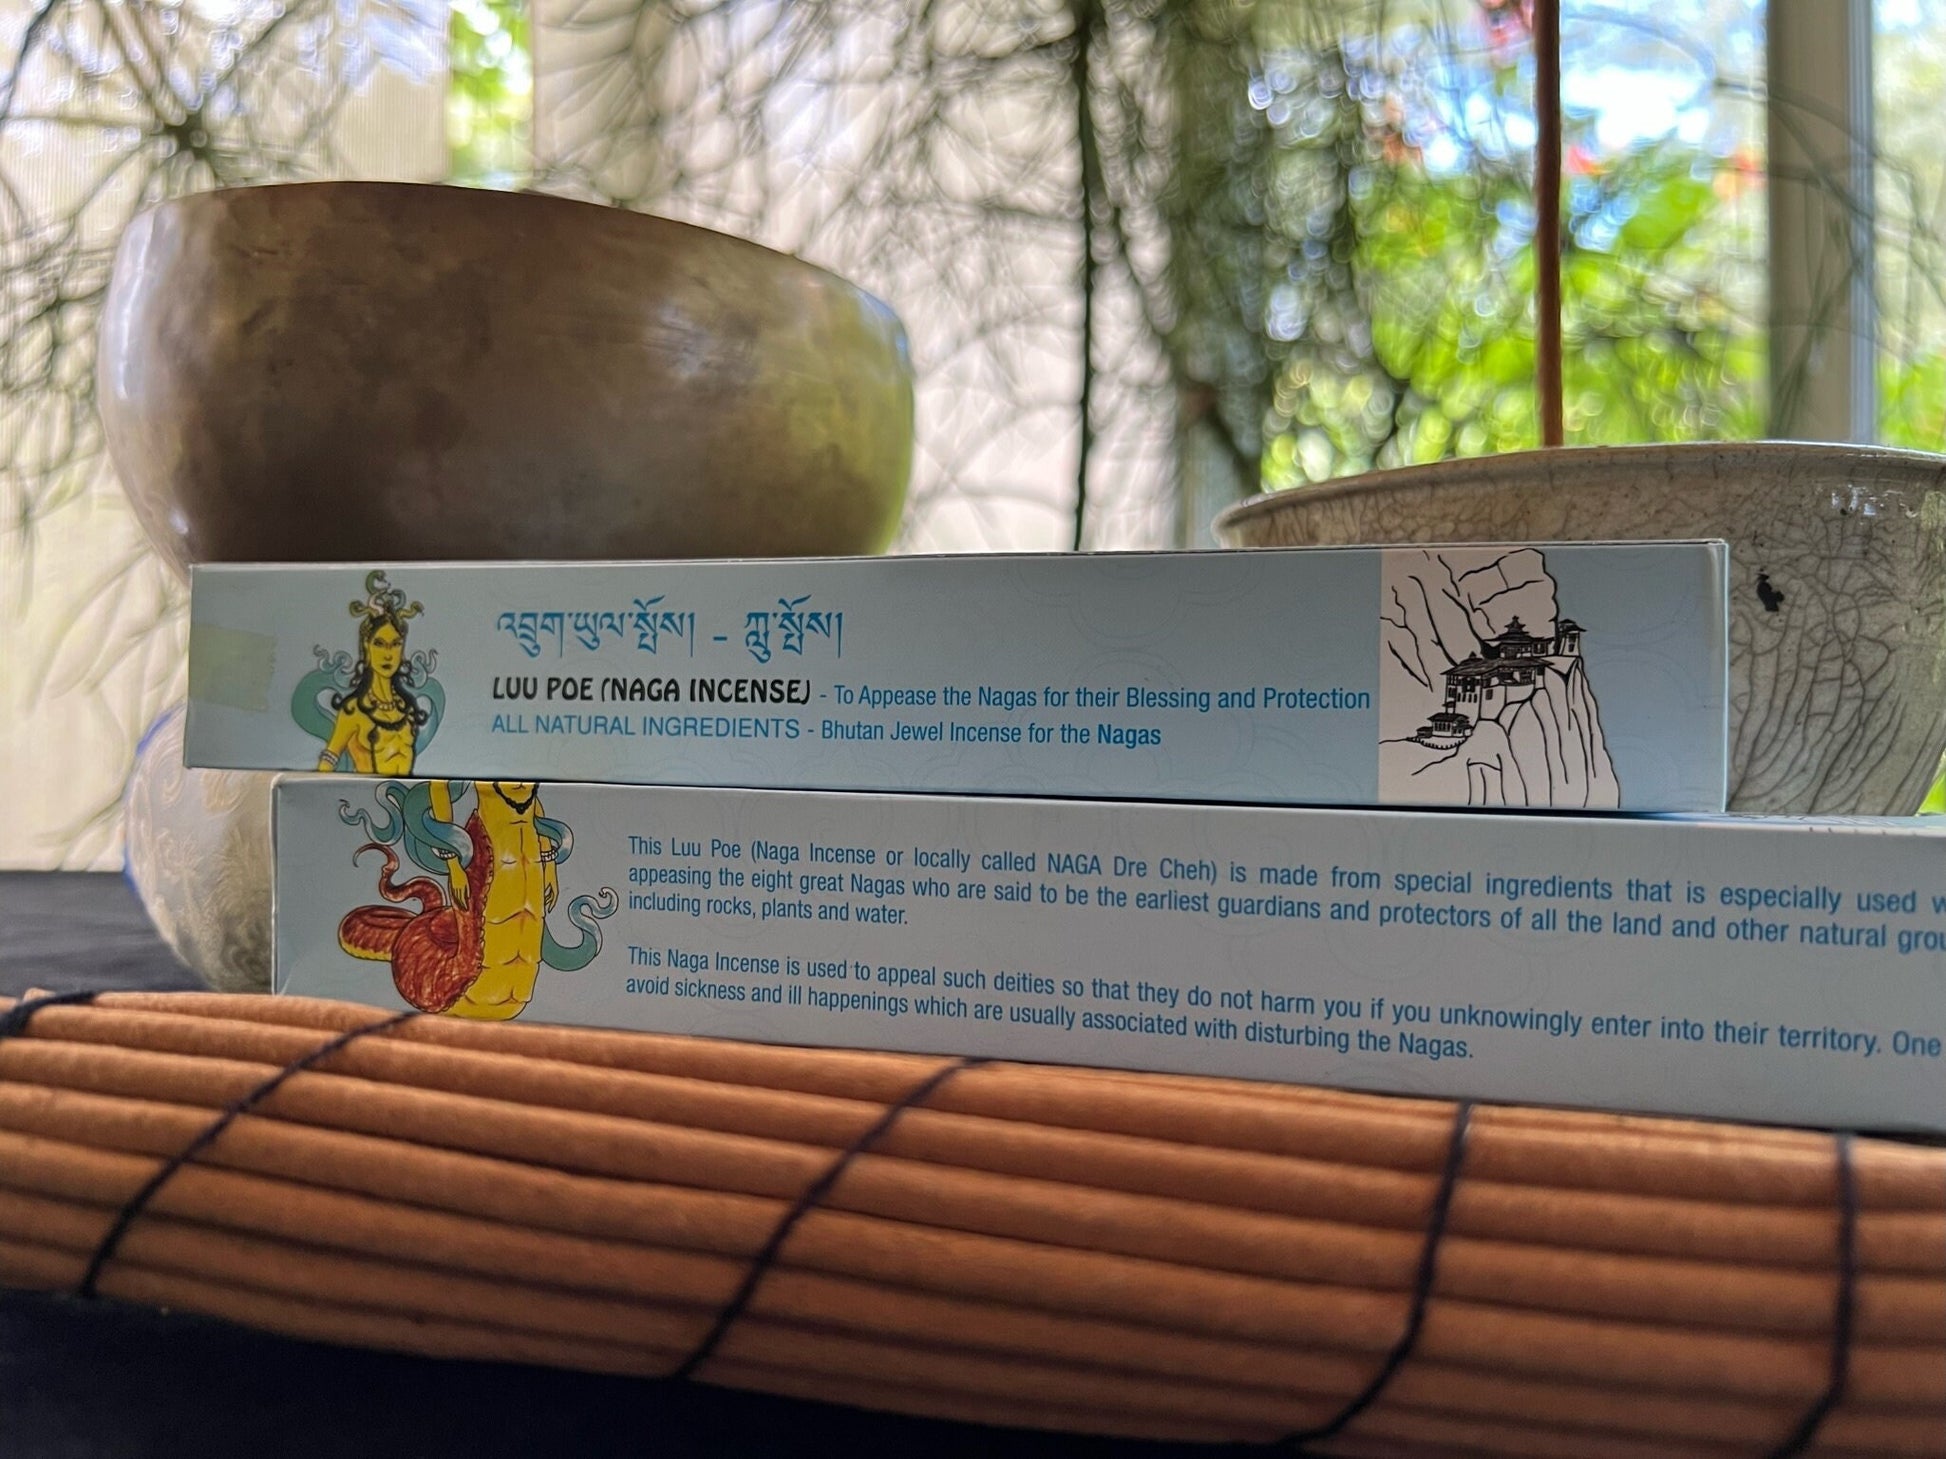 འབྲུག་ཡུལ་སྤོས། - ཀླུ་སྤོས།
LUU POE (NAGA INCENSE) - To Appease the Nagas for their Blessing and Protection
ALL NATURAL INGREDIENTS - Bhutan Jewel Incense for the Nagas
This Luu Poe (Naga Incense or locally called NAGA Dre Cheh) is made from special ingredients that is especially used
appeasing the eight great Nagas who are said to be the earliest guardians and protectors of all the land and other natural
including rocks, plants and water.
This Naga Incense is used to appeal such deities so that they do not harm you if you unknowingly enter into their territory. One
avoid sickness and ill happenings which are usually associated with disturbing the Nagas.